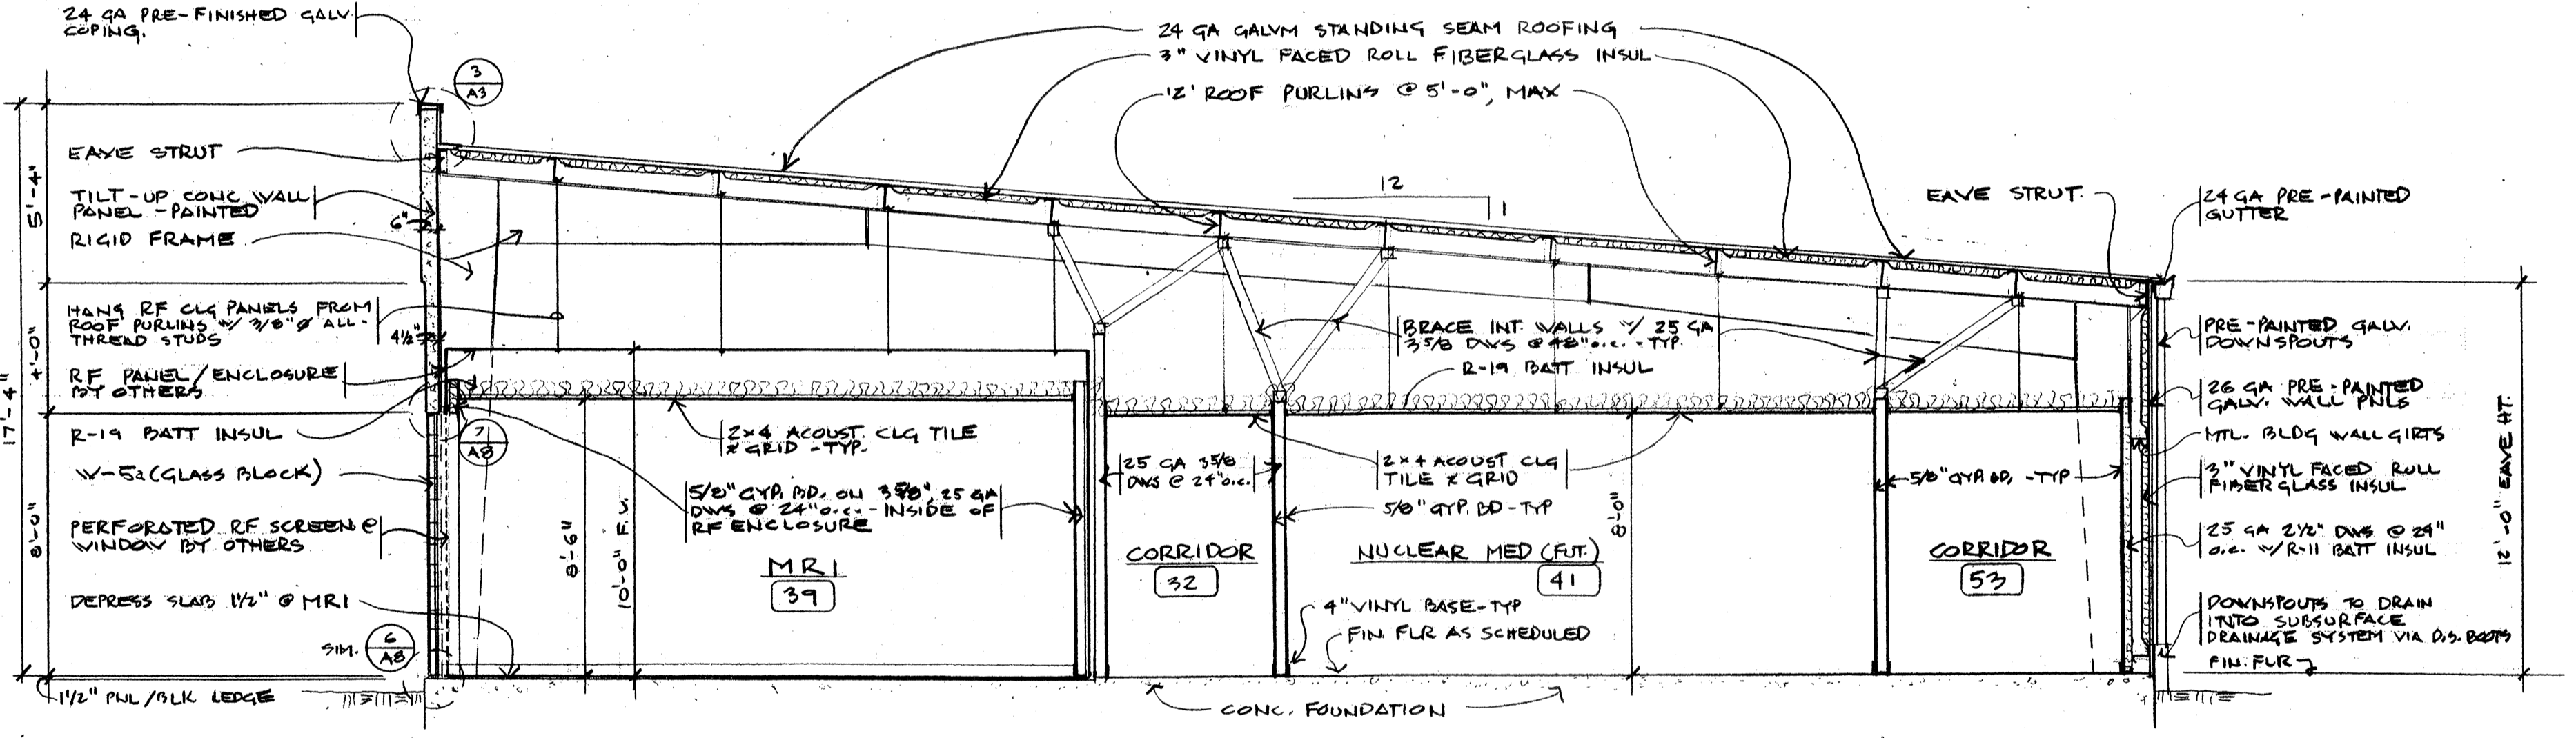 24 GA PRE-FINISHED GALV.
COPING.
3
A3
24 GA GALVM STANDING SEAM ROOFING
3" VINYL FACED ROLL FIBERGLASS INSUL
12' ROOF PURLINS @ 5'-0", MAX
12
1
EAVE STRUT
TILT-UP CONC WALL
PANEL -PAINTED
6"
RIGID FRAME
HANG RF CLG PANELS FROM
ROOF PURLINS W/ 3/8" Ø ALL-
THREAD STUDS
4 1/2"
RF PANEL/ENCLOSURE
BY OTHERS
R-19 BATT INSUL
7
A8
W-5a (GLASS BLOCK)
PERFORATED RF SCREEN @
WINDOW BY OTHERS
DEPRESS SLAB 1 1/2" @ MRI
SIM.
6
A8
1 1/2" PNL/BLK LEDGE
17'-4"
5'-4"
4'-0"
8'-0"
2x4 ACOUST. CLG TILE
& GRID -TYP.
5/8" GYP. BD. ON 3 5/8", 25 GA
DWS @ 24" o.c. - INSIDE OF
RF ENCLOSURE
8'-6"
10'-0" F.V.
MRI
39
25 GA 3 5/8
DWS @ 24" o.c.
CORRIDOR
32
BRACE INT. WALLS W/ 25 GA
3 5/8 DWS @ 48" o.c. - TYP.
R-19 BATT INSUL
2x4 ACOUST CLG
TILE & GRID
5/8" GYP. BD - TYP
8'-0"
NUCLEAR MED (FUT.)
41
4" VINYL BASE-TYP
FIN. FLR AS SCHEDULED
CONC. FOUNDATION
5/8" GYP. BD. - TYP
CORRIDOR
53
EAVE STRUT.
24 GA PRE-PAINTED
GUTTER
PRE-PAINTED GALV.
DOWNSPOUTS
26 GA PRE-PAINTED
GALV. WALL PNLS
MTL. BLDG WALL GIRTS
3" VINYL FACED ROLL
FIBERGLASS INSUL
25 GA 2 1/2" DWS @ 24"
o.c. W/R-11 BATT INSUL
DOWNSPOUTS TO DRAIN
INTO SUBSURFACE
DRAINAGE SYSTEM VIA D.S. BOOTS
FIN. FLR
12'-0" EAVE HT.